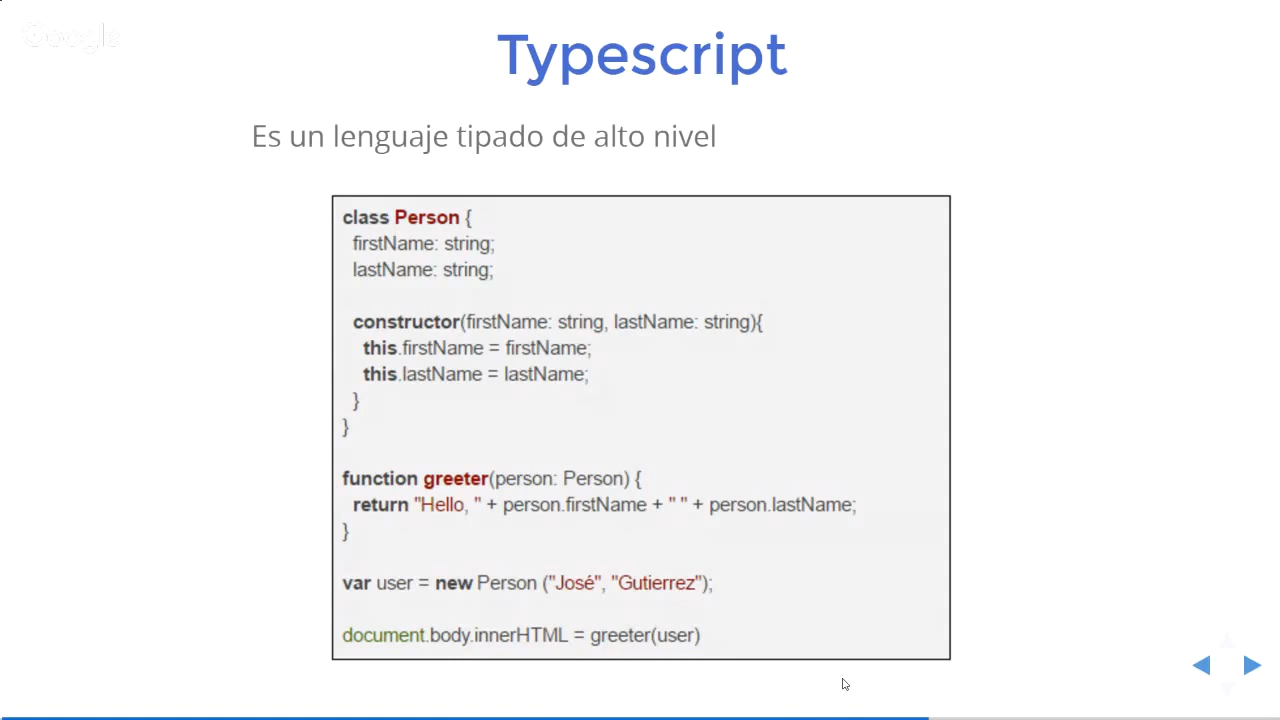 Google
Typescript
Es un lenguaje tipado de alto nivel
class Person {
firstName: string;
lastName: string;
constructor(firstName: string, lastName: string){
this.firstName = firstName;
this.lastName = lastName;
}
}
function greeter(person: Person) {
return "Hello, " + person.firstName + " " + person.lastName;
}
var user = new Person ("José", "Gutierrez");
document.body.innerHTML = greeter(user)